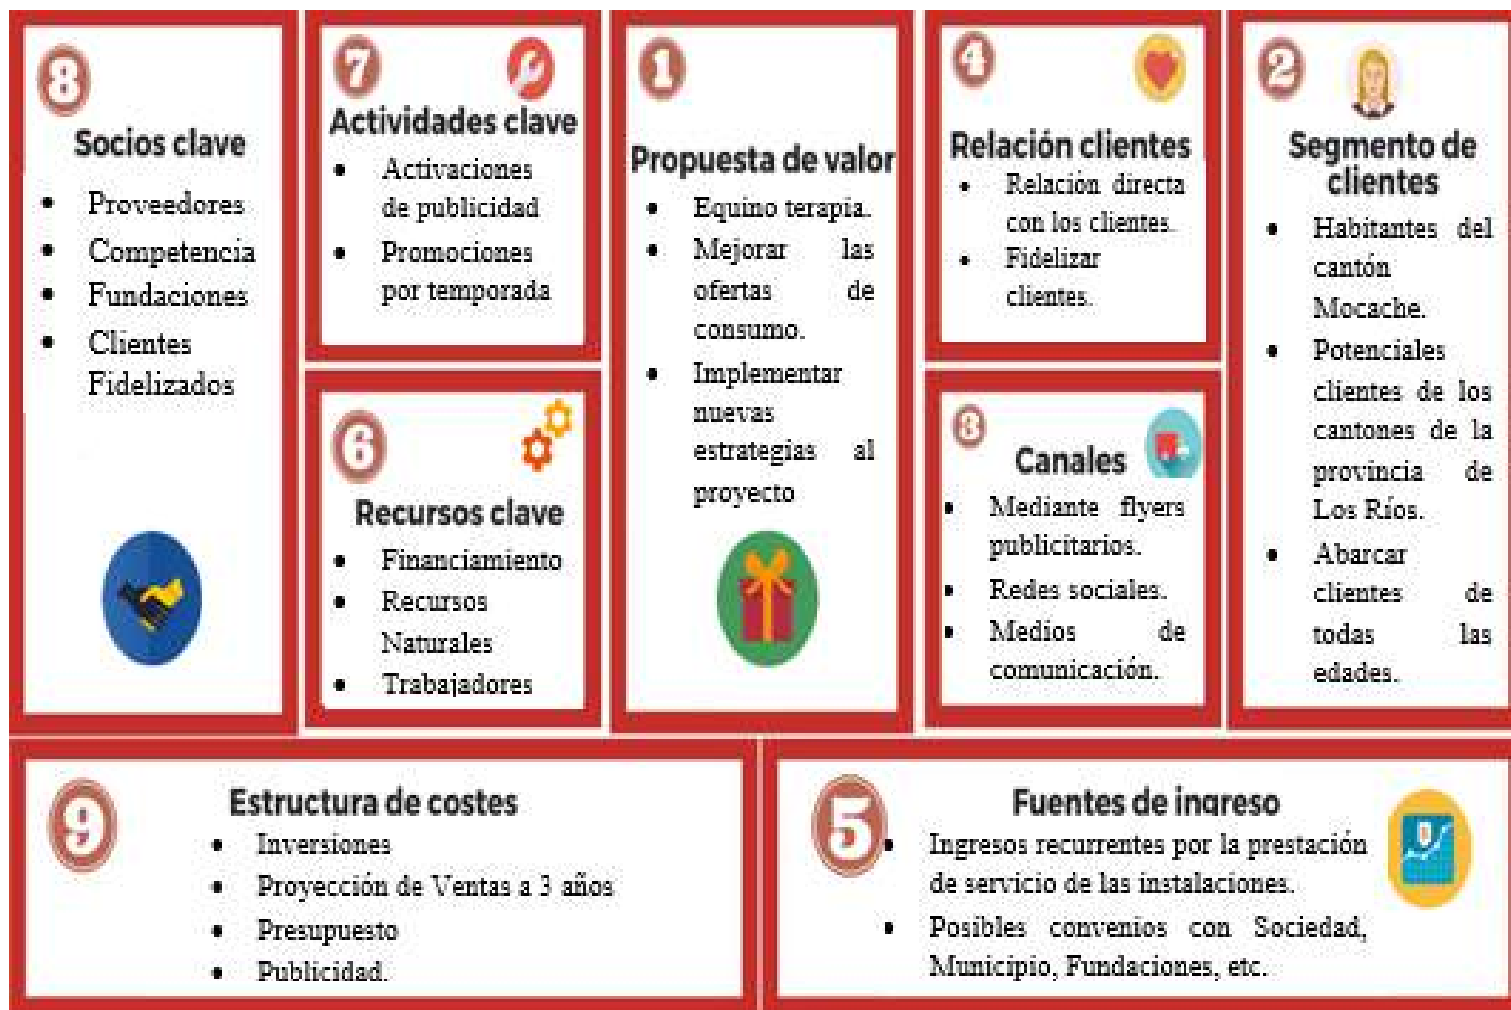 8
Socios clave
• Proveedores
• Competencia
• Fundaciones
• Clientes
Fidelizados
7
Actividades clave
• Activaciones
de publicidad
• Promociones
por temporada
6
Recursos clave
• Financiamiento
• Recursos
Naturales
• Trabajadores
1
Propuesta de valor
• Equino terapia.
• Mejorar las
ofertas de
consumo.
• Implementar
nuevas
estrategias al
proyecto
4
Relación clientes
• Relación directa
con los clientes.
• Fidelizar
clientes.
3
Canales
• Mediante flyers
publicitarios.
• Redes sociales.
• Medios de
comunicación.
2
Segmento de
clientes
• Habitantes del
cantón
Mocache.
• Potenciales
clientes de los
cantones de la
provincia de
Los Ríos.
• Abarcar
clientes de
todas las
edades.
9
Estructura de costes
• Inversiones
• Proyección de Ventas a 3 años
• Presupuesto
• Publicidad.
5
Fuentes de ingreso
• Ingresos recurrentes por la prestación
de servicio de las instalaciones.
• Posibles convenios con Sociedad,
Municipio, Fundaciones, etc.